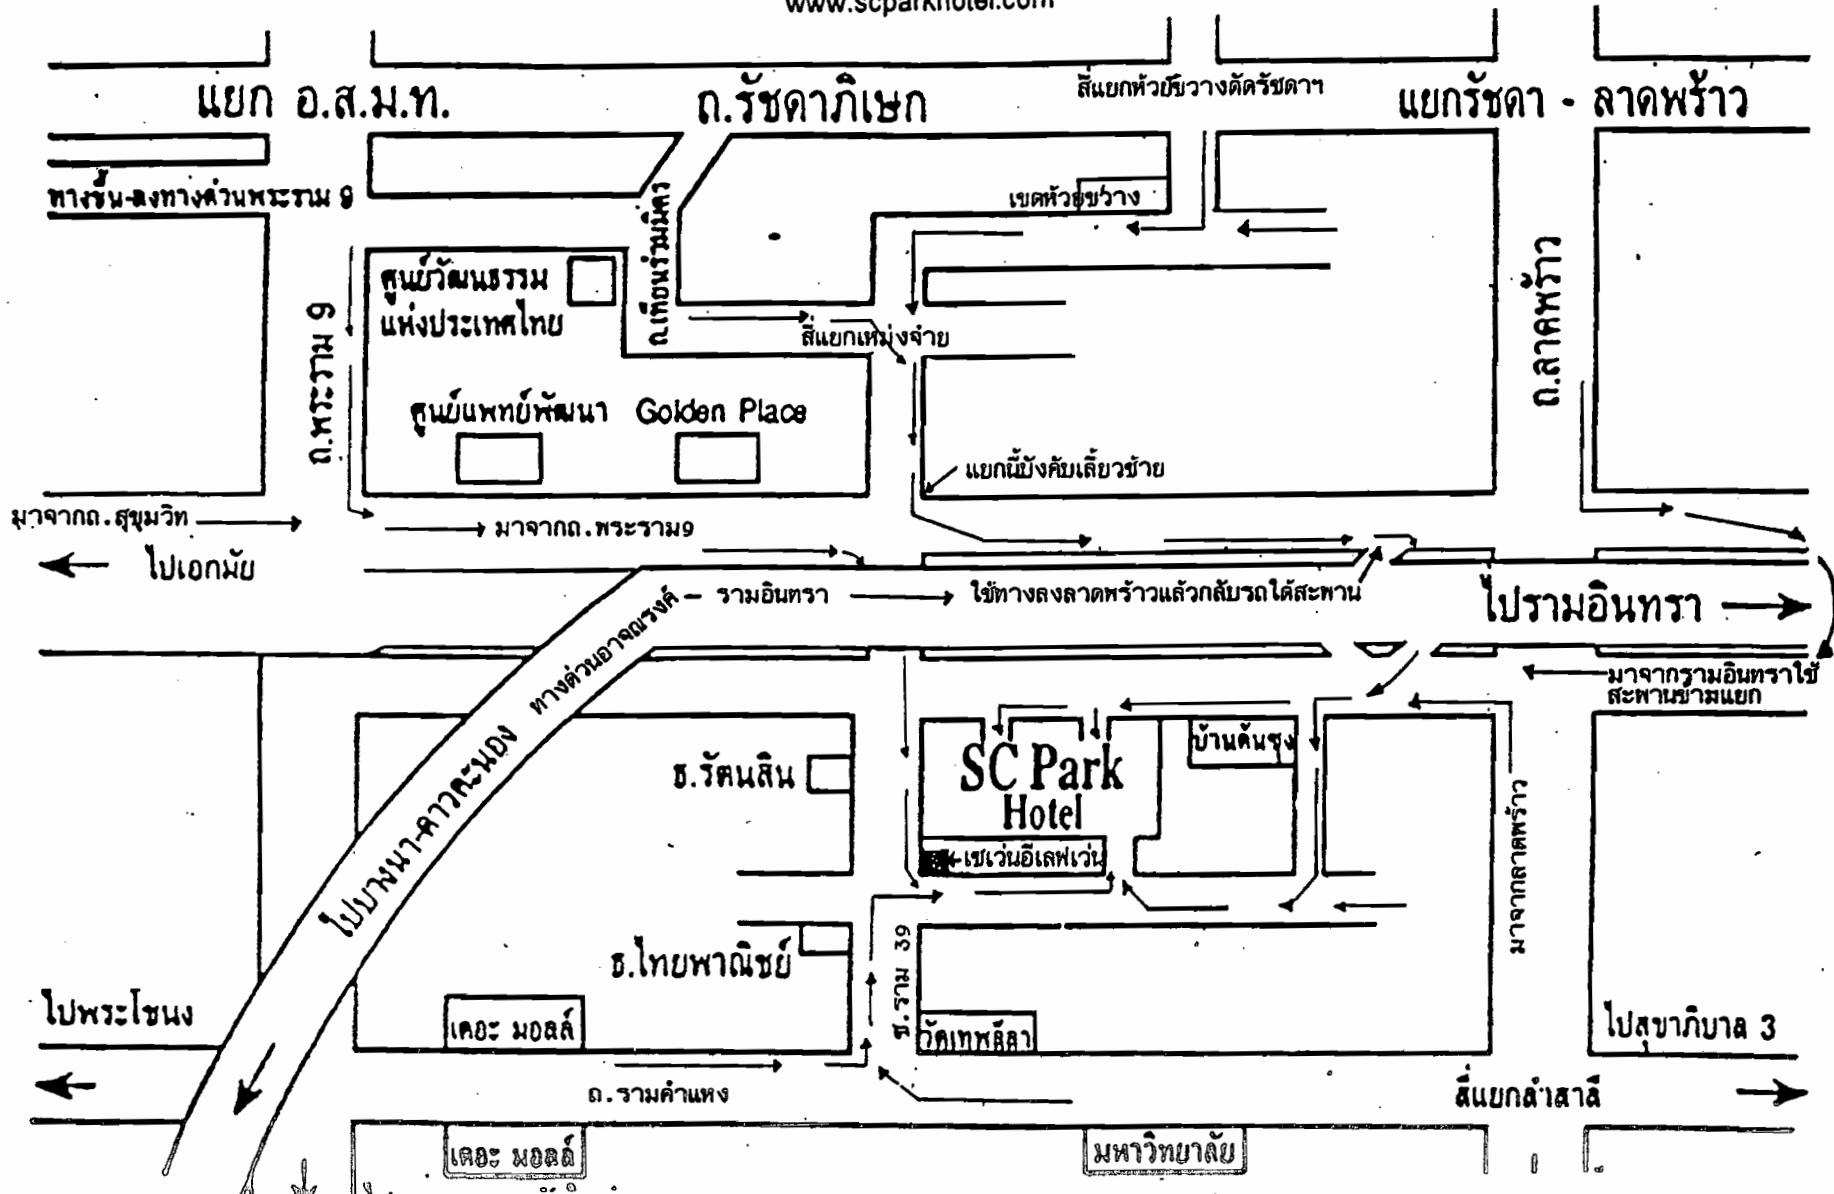 www.scparkhotel.com
แยก อ.ส.ม.ท.
ถ.รัชดาภิเษก
สี่แยกห้วยขวางตัดรัชดาฯ
แยกรัชดา - ลาดพร้าว
ทางขึ้น-ลงทางด่วนพระราม 9
ถ.เทียนร่วมมิตร
เขตห้วยขวาง
ศูนย์วัฒนธรรม
แห่งประเทศไทย
สี่แยกเหม่งจ๋าย
ถ.พระราม 9
ถ.ลาดพร้าว
ศูนย์แพทย์พัฒนา
Golden Place
แยกนี้บังคับเลี้ยวซ้าย
มาจากถ.สุขุมวิท
มาจากถ.พระราม9
ไปเอกมัย
ทางด่วนอาจณรงค์ - รามอินทรา
ใช้ทางลงลาดพร้าวแล้วกลับรถใต้สะพาน
ไปรามอินทรา
มาจากรามอินทราใช้
สะพานข้ามแยก
ไปบางนา-ดาวคะนอง
ธ.รัตนสิน
SC Park
Hotel
บ้านต้นซุง
เซเว่นอีเลฟเว่น
มาจากลาดพร้าว
ธ.ไทยพาณิชย์
ซ.ราม 39
ไปพระโขนง
เดอะ มอลล์
วัดเทพลีลา
ไปสุขาภิบาล 3
ถ.รามคำแหง
สี่แยกลำสาลี
เดอะ มอลล์
มหาวิทยาลัย